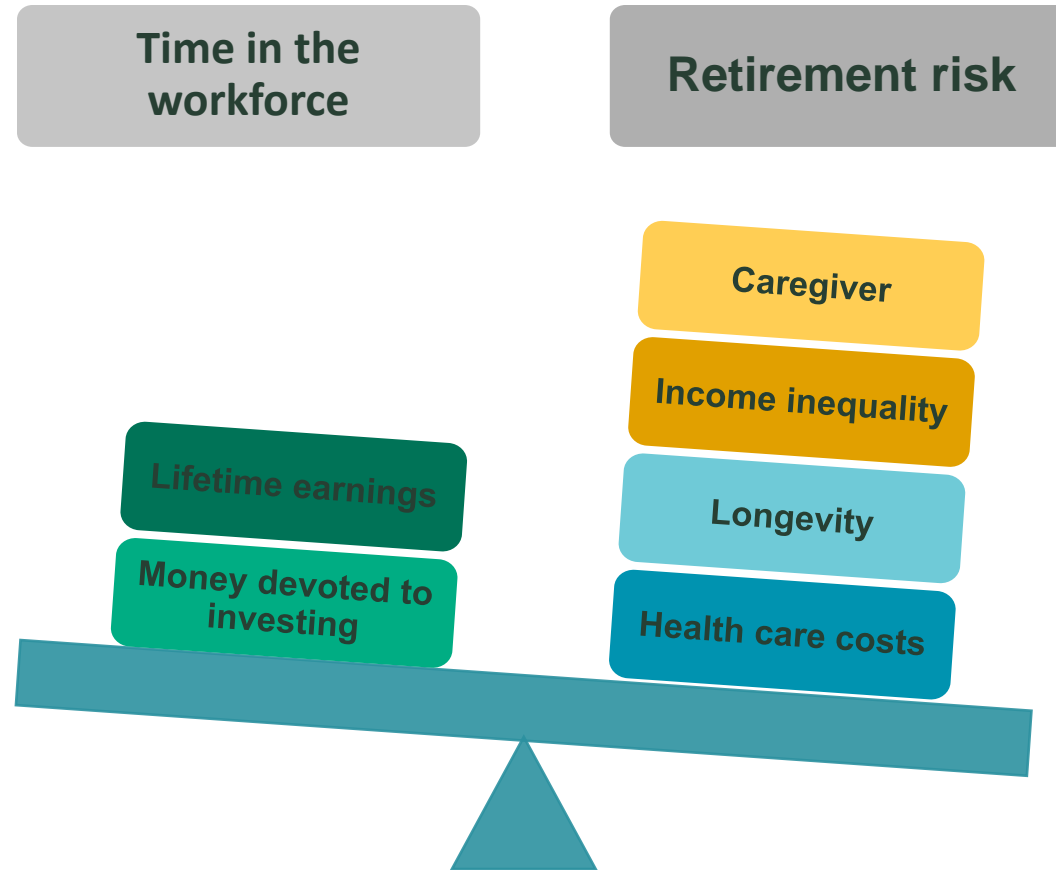 Time in the
workforce
Retirement risk
Lifetime earnings
Money devoted to
investing
Caregiver
Income inequality
Longevity
Health care costs